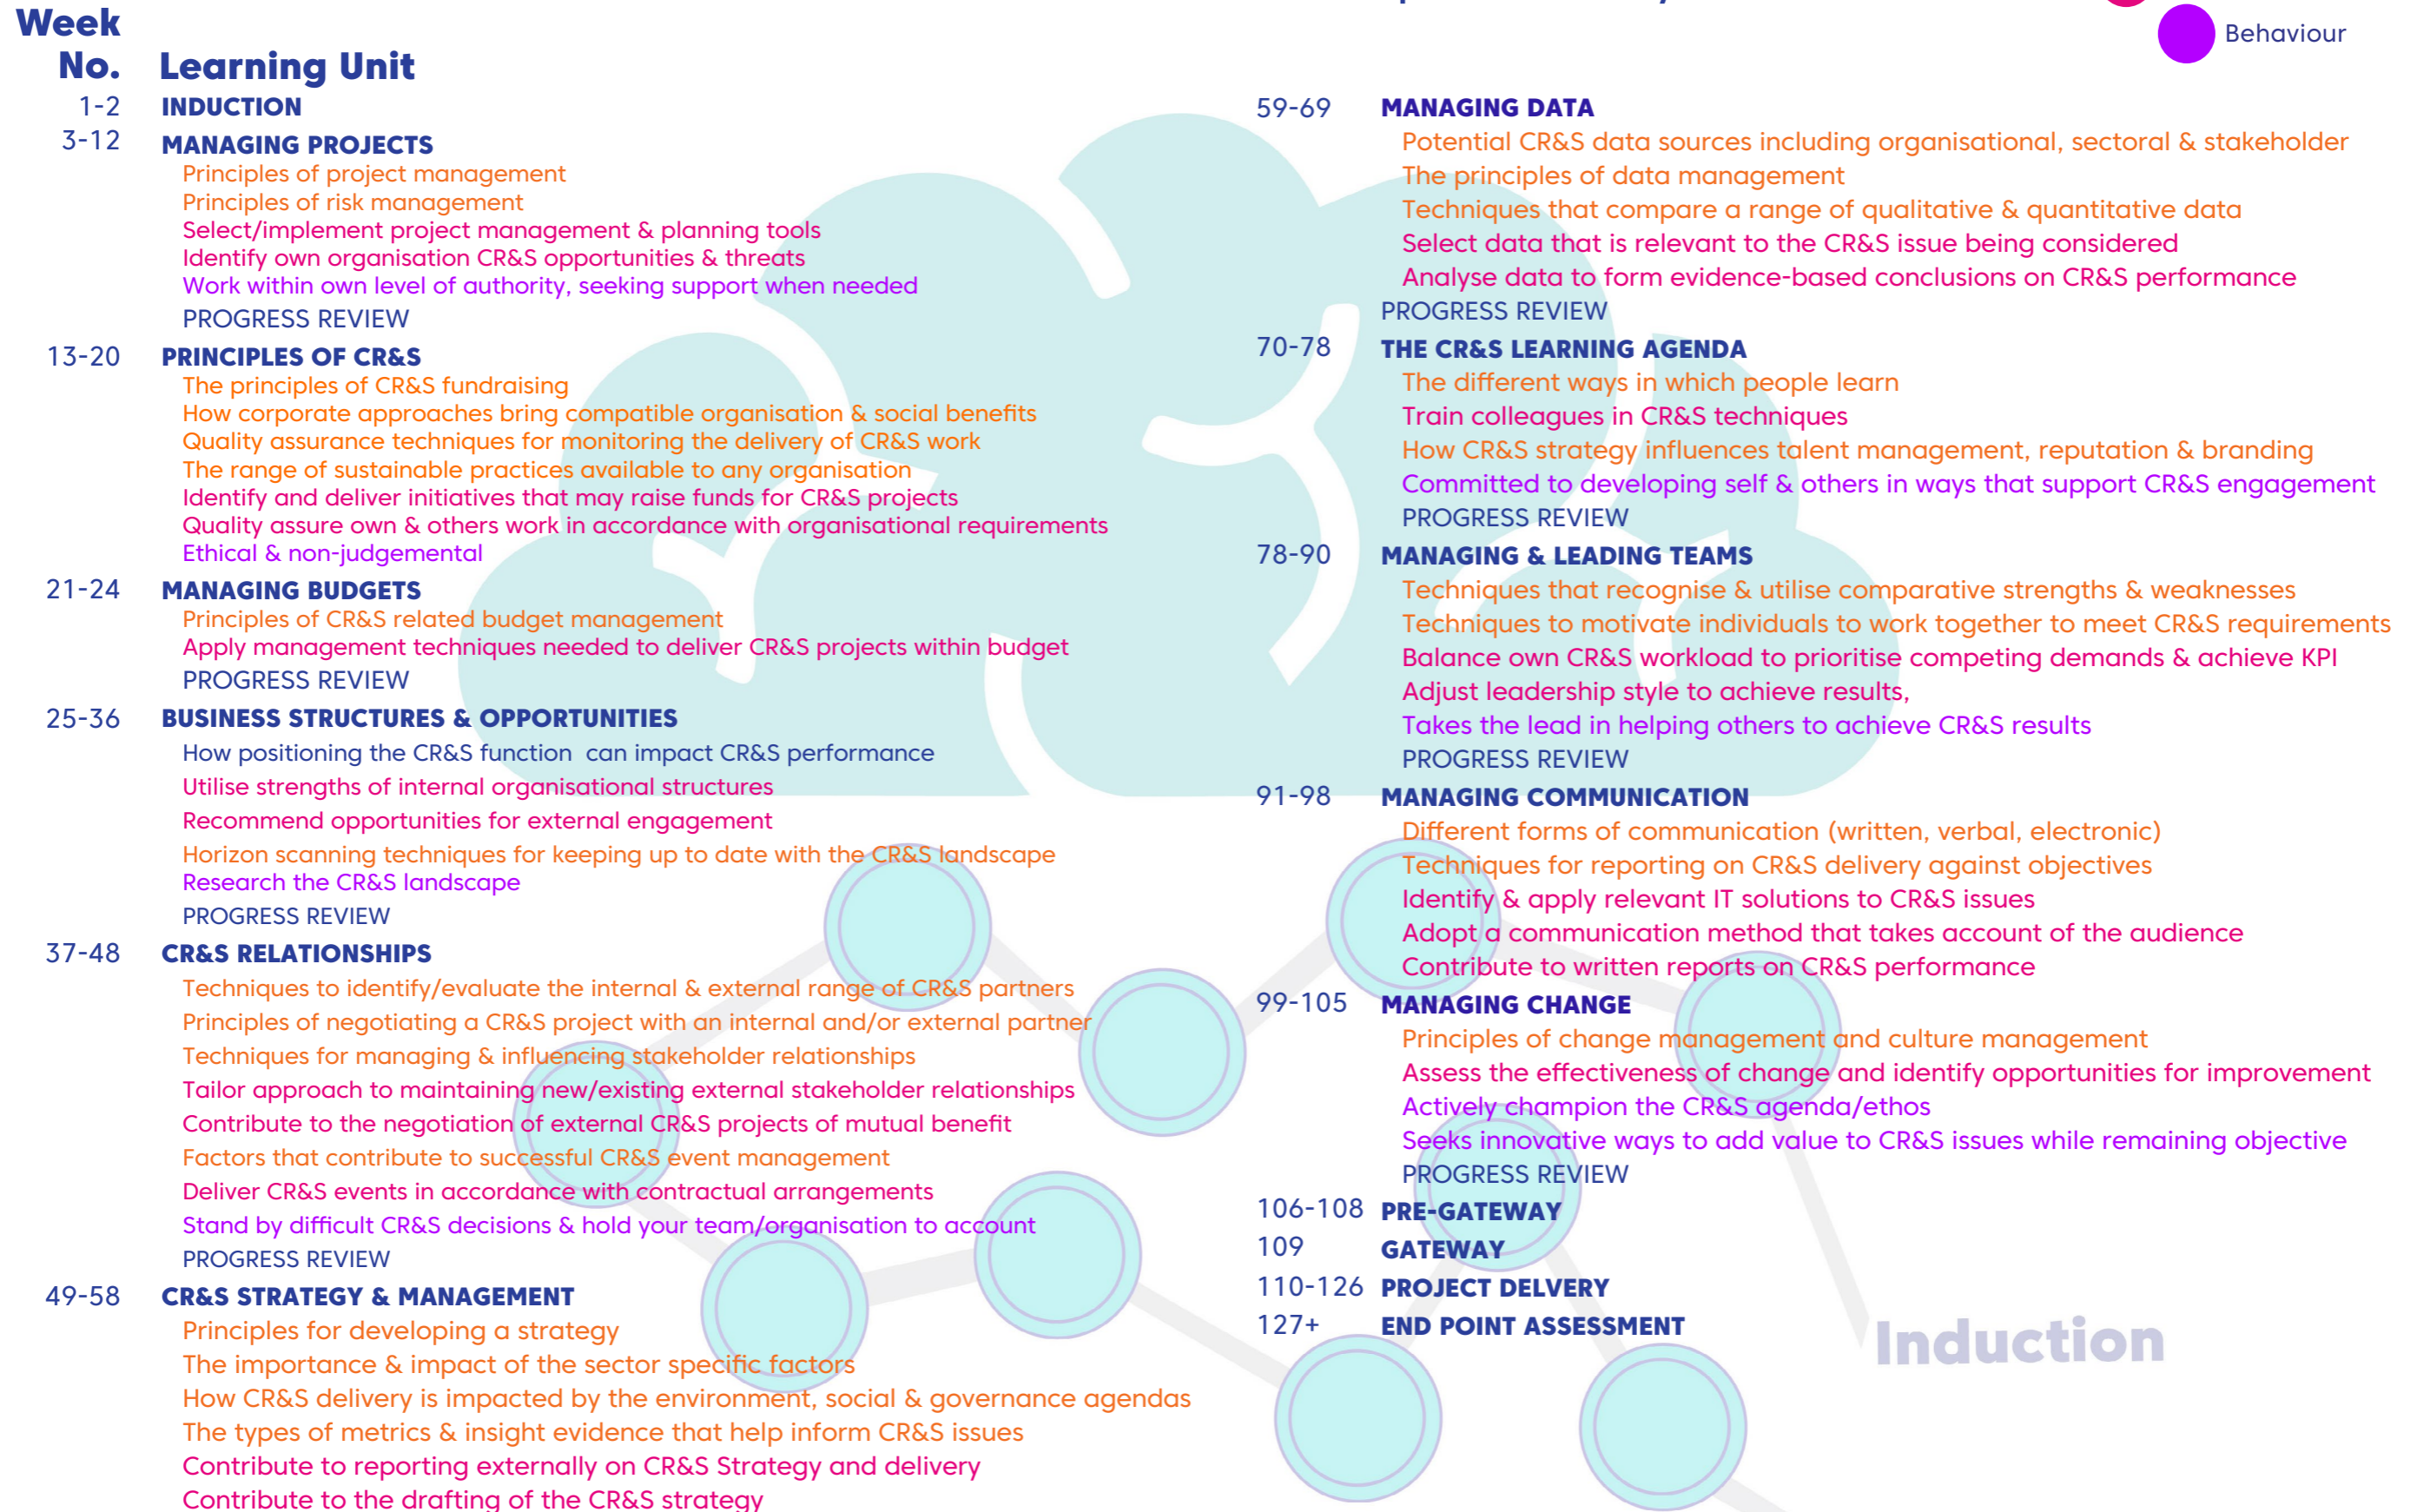 Week
No. Learning Unit
1-2 INDUCTION
3-12 MANAGING PROJECTS
Principles of project management
Principles of risk management
Select/implement project management & planning tools
Identify own organisation CR&S opportunities & threats
Work within own level of authority, seeking support when needed
PROGRESS REVIEW
13-20 PRINCIPLES OF CR&S
The principles of CR&S fundraising
How corporate approaches bring compatible organisation & social benefits
Quality assurance techniques for monitoring the delivery of CR&S work
The range of sustainable practices available to any organisation
Identify and deliver initiatives that may raise funds for CR&S projects
Quality assure own & others work in accordance with organisational requirements
Ethical & non-judgemental
21-24 MANAGING BUDGETS
Principles of CR&S related budget management
Apply management techniques needed to deliver CR&S projects within budget
PROGRESS REVIEW
25-36 BUSINESS STRUCTURES & OPPORTUNITIES
How positioning the CR&S function can impact CR&S performance
Utilise strengths of internal organisational structures
Recommend opportunities for external engagement
Horizon scanning techniques for keeping up to date with the CR&S landscape
Research the CR&S landscape
PROGRESS REVIEW
37-48 CR&S RELATIONSHIPS
Techniques to identify/evaluate the internal & external range of CR&S partners
Principles of negotiating a CR&S project with an internal and/or external partner
Techniques for managing & influencing stakeholder relationships
Tailor approach to maintaining new/existing external stakeholder relationships
Contribute to the negotiation of external CR&S projects of mutual benefit
Factors that contribute to successful CR&S event management
Deliver CR&S events in accordance with contractual arrangements
Stand by difficult CR&S decisions & hold your team/organisation to account
PROGRESS REVIEW
49-58 CR&S STRATEGY & MANAGEMENT
Principles for developing a strategy
The importance & impact of the sector specific factors
How CR&S delivery is impacted by the environment, social & governance agendas
The types of metrics & insight evidence that help inform CR&S issues
Contribute to reporting externally on CR&S Strategy and delivery
Contribute to the drafting of the CR&S strategy
Behaviour
59-69 MANAGING DATA
Potential CR&S data sources including organisational, sectoral & stakeholder
The principles of data management
Techniques that compare a range of qualitative & quantitative data
Select data that is relevant to the CR&S issue being considered
Analyse data to form evidence-based conclusions on CR&S performance
PROGRESS REVIEW
70-78 THE CR&S LEARNING AGENDA
The different ways in which people learn
Train colleagues in CR&S techniques
How CR&S strategy influences talent management, reputation & branding
Committed to developing self & others in ways that support CR&S engagement
PROGRESS REVIEW
78-90 MANAGING & LEADING TEAMS
Techniques that recognise & utilise comparative strengths & weaknesses
Techniques to motivate individuals to work together to meet CR&S requirements
Balance own CR&S workload to prioritise competing demands & achieve KPI
Adjust leadership style to achieve results,
Takes the lead in helping others to achieve CR&S results
PROGRESS REVIEW
91-98 MANAGING COMMUNICATION
Different forms of communication (written, verbal, electronic)
Techniques for reporting on CR&S delivery against objectives
Identify & apply relevant IT solutions to CR&S issues
Adopt a communication method that takes account of the audience
Contribute to written reports on CR&S performance
99-105 MANAGING CHANGE
Principles of change management and culture management
Assess the effectiveness of change and identify opportunities for improvement
Actively champion the CR&S agenda/ethos
Seeks innovative ways to add value to CR&S issues while remaining objective
PROGRESS REVIEW
106-108 PRE-GATEWAY
109 GATEWAY
110-126 PROJECT DELVERY
127+ END POINT ASSESSMENT
Induction